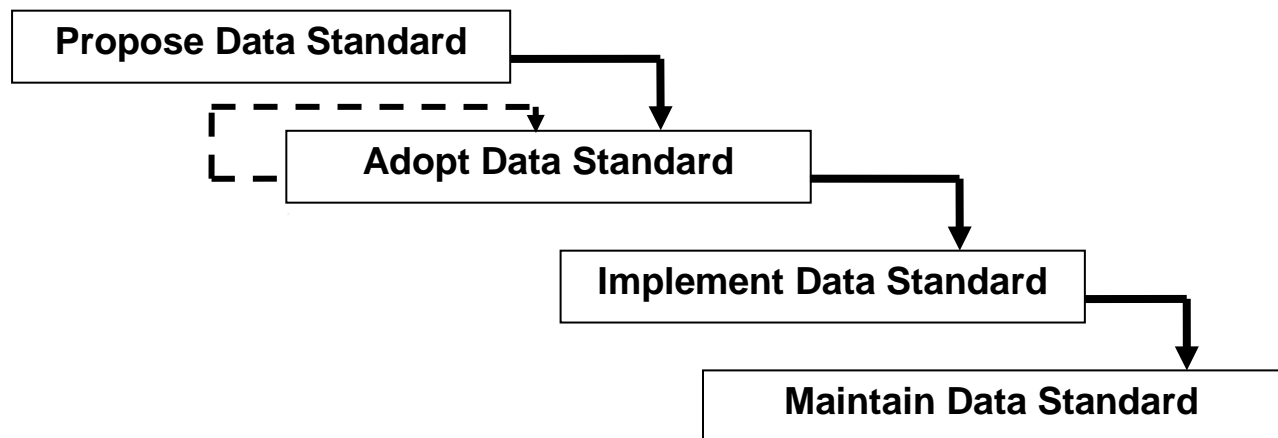 Propose Data Standard
Adopt Data Standard
Implement Data Standard
Maintain Data Standard